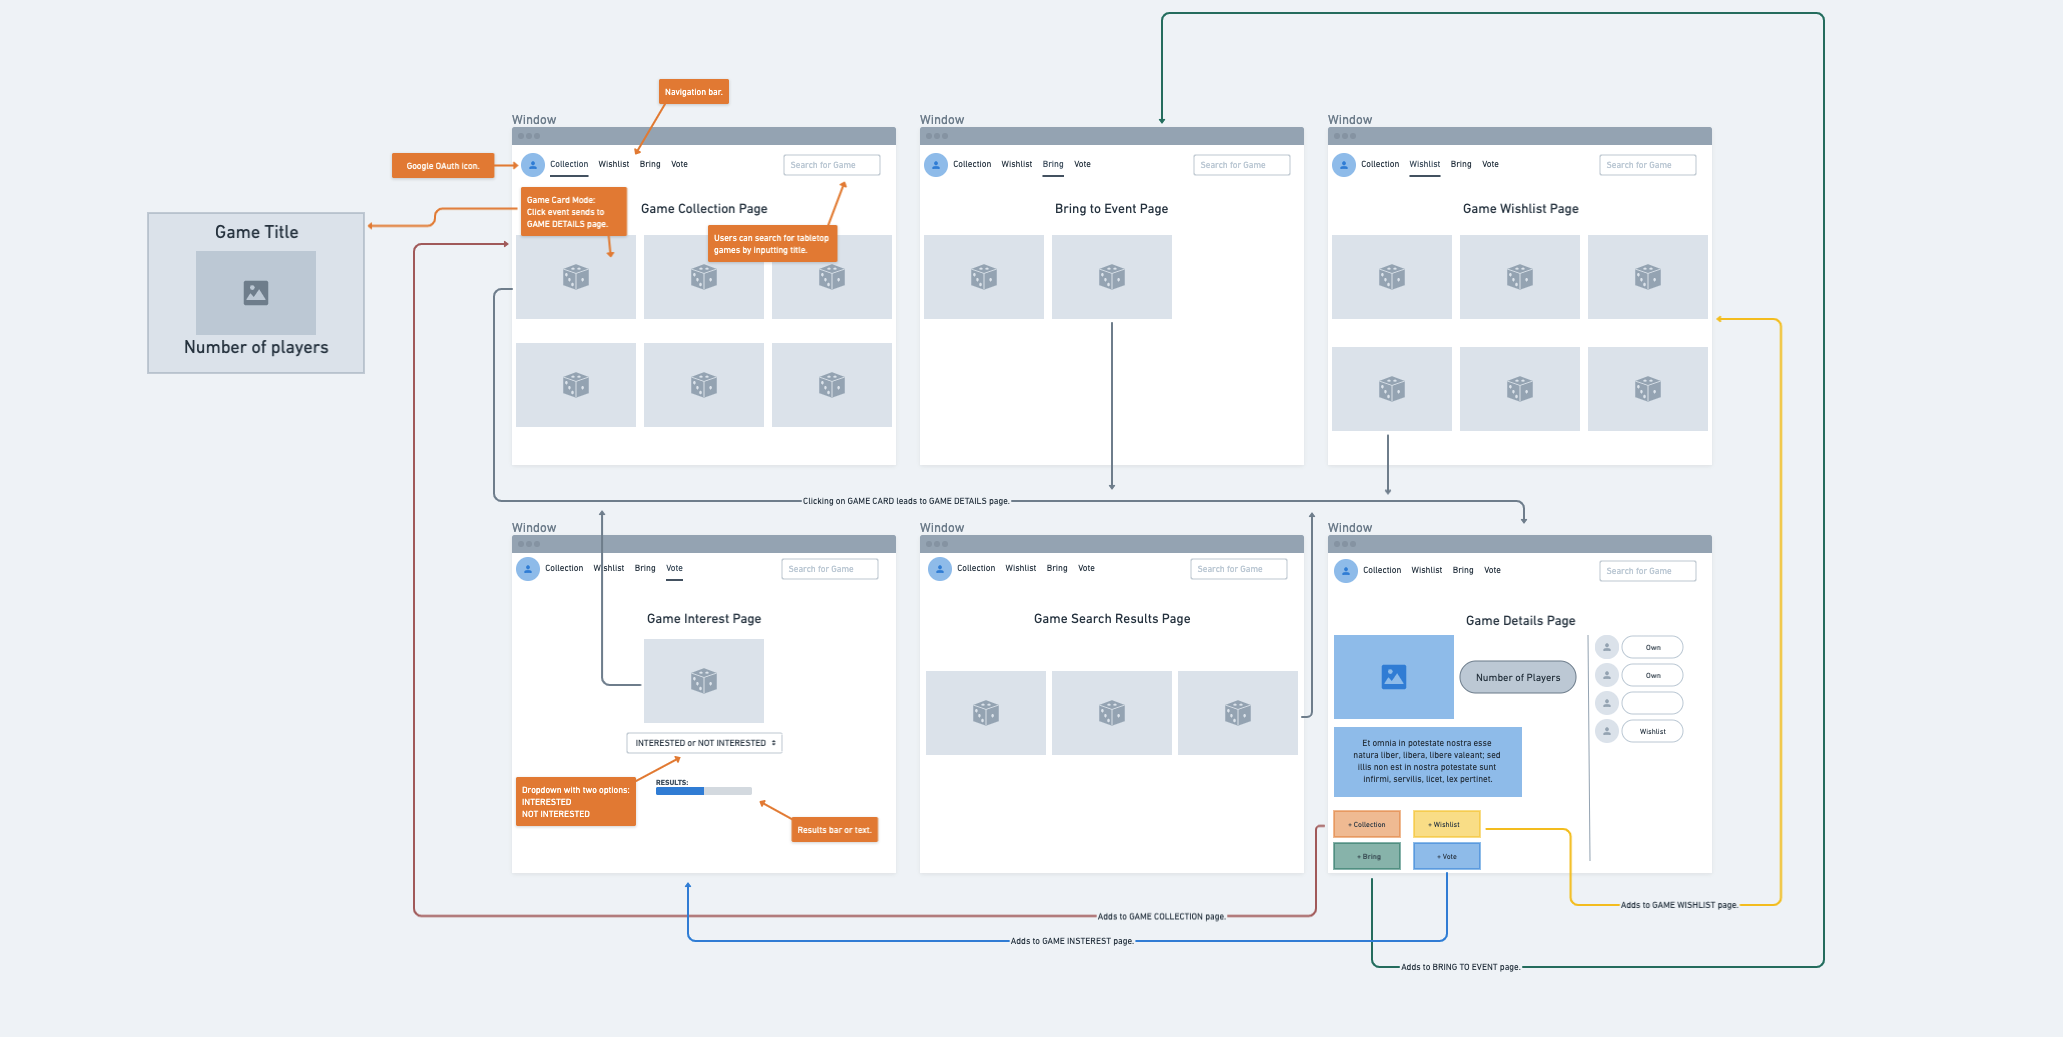 Navigation bar.
Window
Window
Window
Google OAuth icon.
Collection
Wishlist
Bring
Vote
Search for Game
Collection
Wishlist
Bring
Vote
Search for Game
Collection
Wishlist
Bring
Vote
Search for Game
Game Card Mode:
Click event sends to
GAME DETAILS page.
Game Collection Page
Bring to Event Page
Game Wishlist Page
Users can search for tabletop
games by inputting title.
Game Title
Number of players
Clicking on GAME CARD leads to GAME DETAILS page.
Window
Window
Window
Collection
Wishlist
Bring
Vote
Search for Game
Collection
Wishlist
Bring
Vote
Search for Game
Collection
Wishlist
Bring
Vote
Search for Game
Game Interest Page
Game Search Results Page
Game Details Page
Own
Number of Players
Own
Wishlist
INTERESTED or NOT INTERESTED
Et omnia in potestate nostra esse
natura liber, libera, libere valeant; sed
illis non est in nostra potestate sunt
infirmi, servilis, licet, lex pertinet.
RESULTS:
Dropdown with two options:
INTERESTED
NOT INTERESTED
Results bar or text.
+ Collection
+ Wishlist
+ Bring
+ Vote
Adds to GAME WISHLIST page.
Adds to GAME COLLECTION page.
Adds to GAME INSTEREST page.
Adds to BRING TO EVENT page.